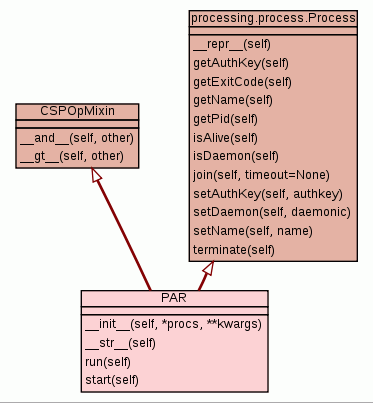 processing.process.Process
__repr__(self)
getAuthKey(self)
getExitCode(self)
getName(self)
getPid(self)
isAlive(self)
isDaemon(self)
join(self, timeout=None)
setAuthKey(self, authkey)
setDaemon(self, daemonic)
setName(self, name)
terminate(self)
CSPOpMixin
__and__(self, other)
__gt__(self, other)
PAR
__init__(self, *procs, **kwargs)
__str__(self)
run(self)
start(self)